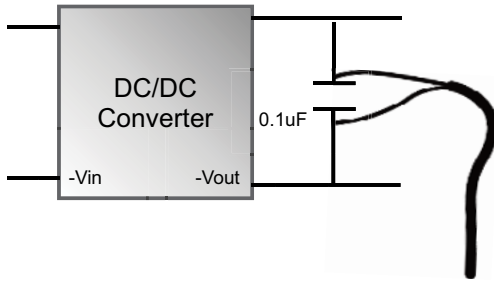 DC/DC
Converter
0.1uF
-Vin
-Vout